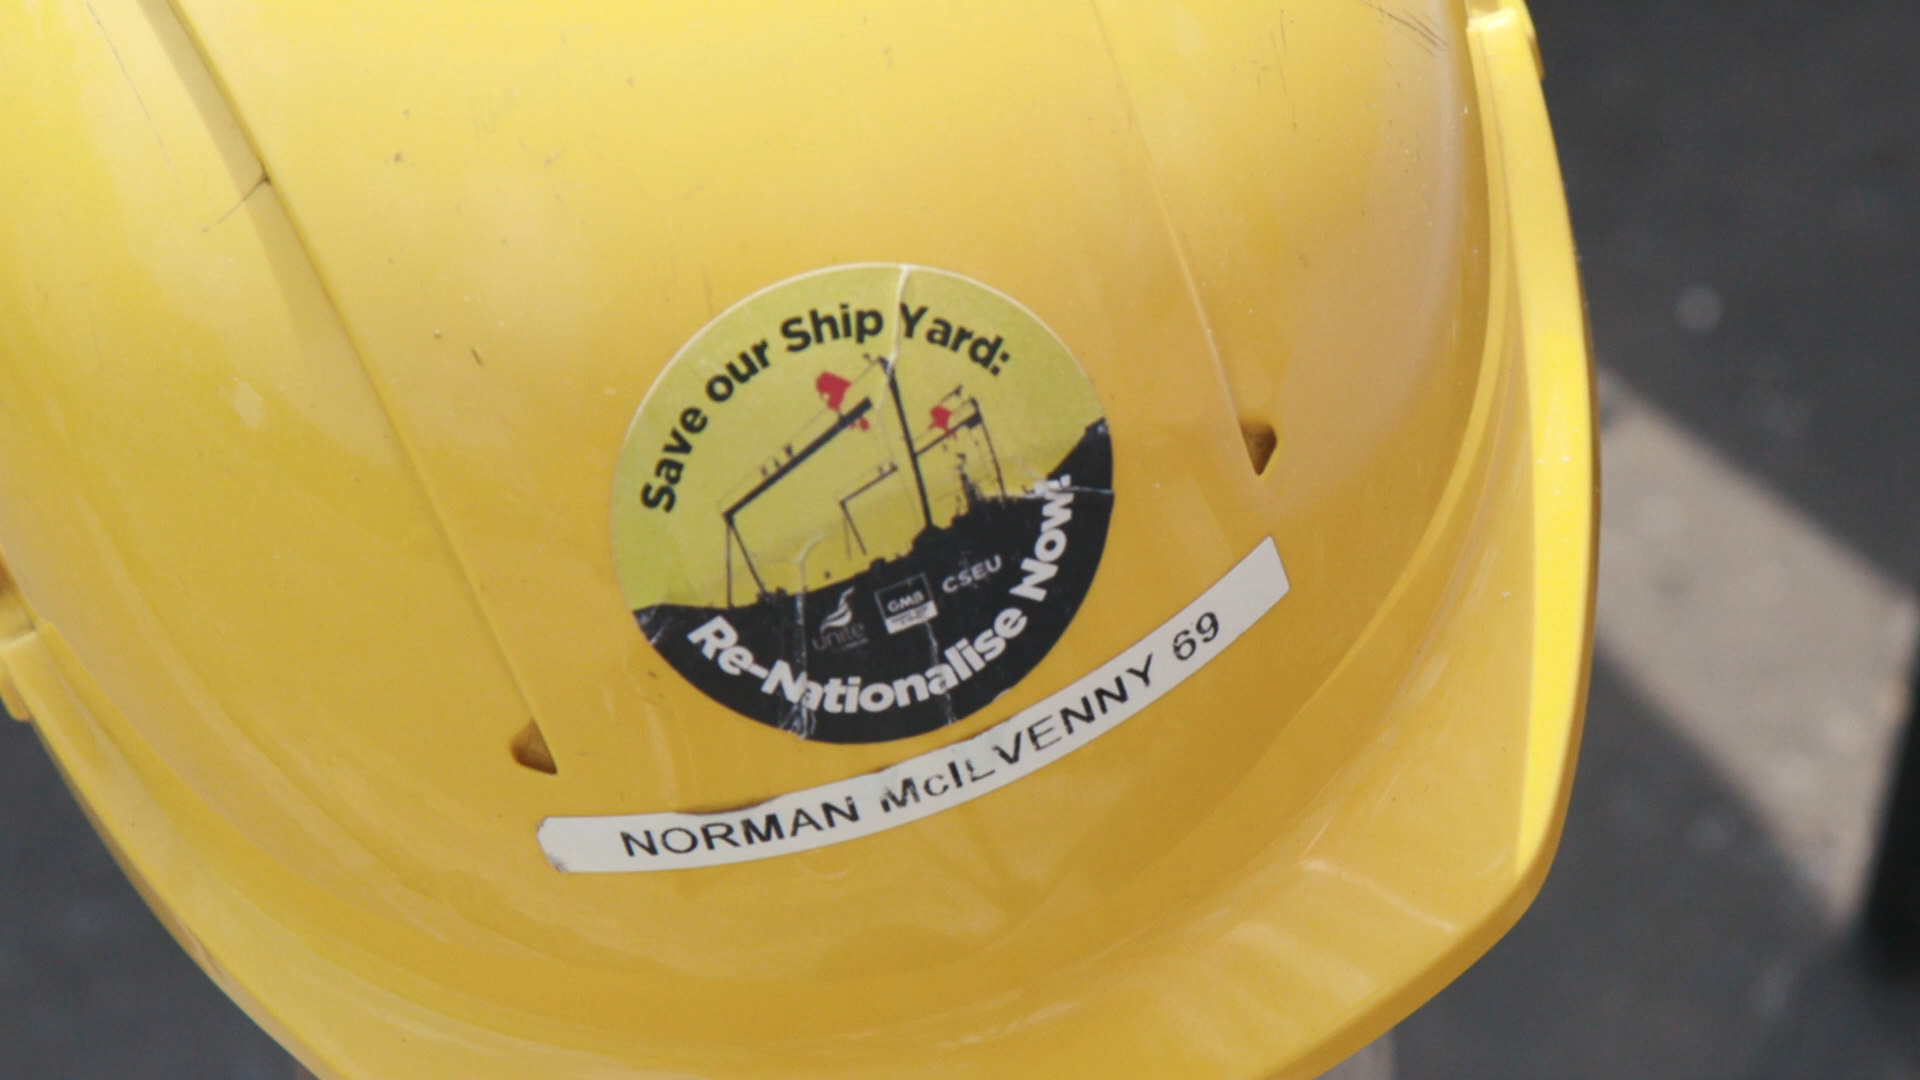 Save our Ship Yard:
unite
GMB
CSEU
Re-Nationalise Now!
NORMAN McILVENNY 69